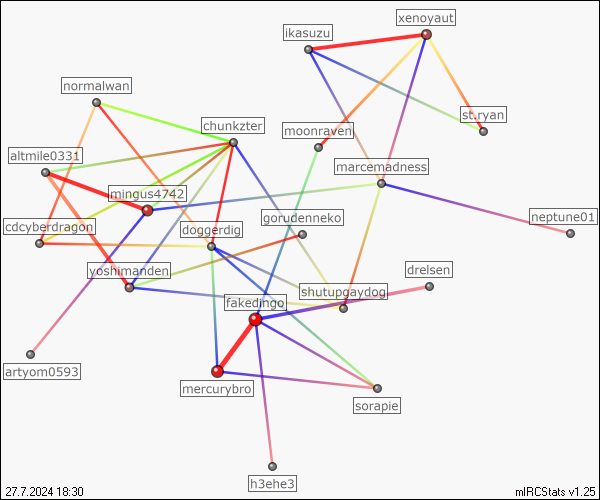 xenoyaut
ikasuzu
normalwan
st.ryan
chunkzter
moonraven
altmile0331
marcemadness
mingus4742
gorudenneko
neptune01
cdcyberdragon
doggerdig
drelsen
yoshimanden
shutupgaydog
fakedingo
artyom0593
mercurybro
sorapie
h3ehe3
27.7.2024 18:30
mIRCStats v1.25